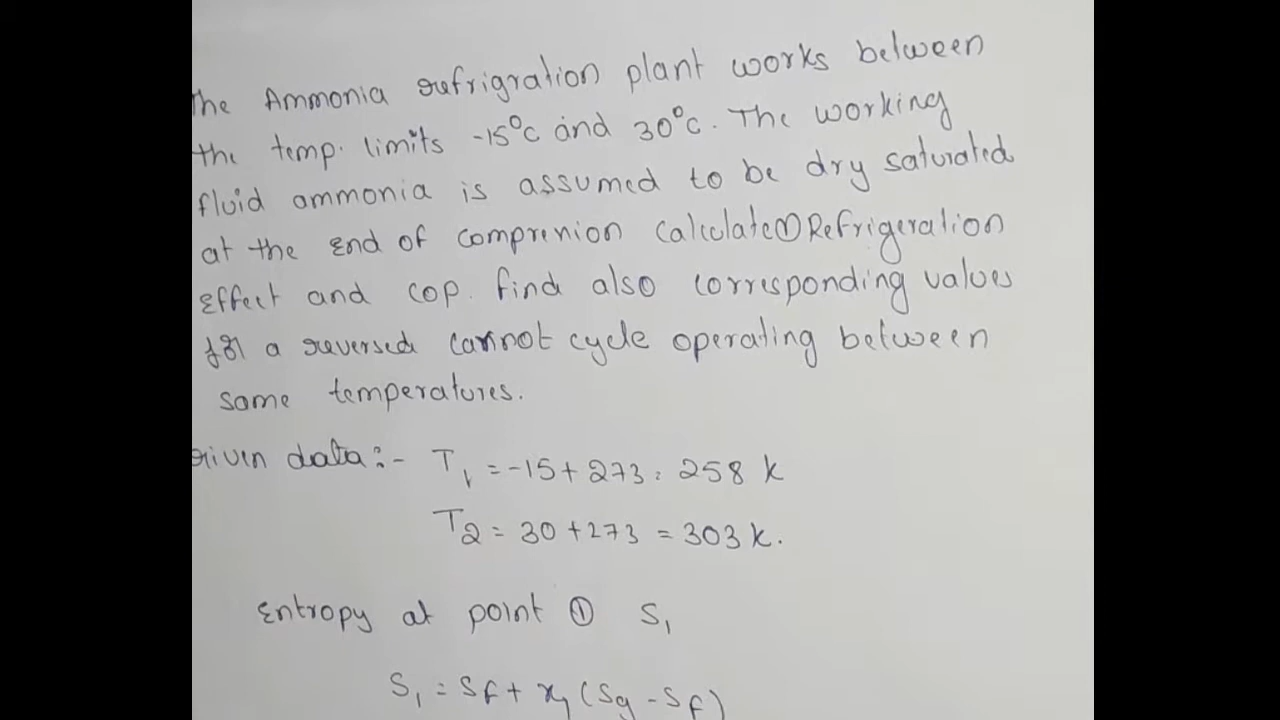 The Ammonia refrigration plant works between
the temp. limits -15°c and 30°c. The working
fluid ammonia is assumed to be dry saturated
at the End of comprenion Calculate① Refrigeration
Effect and COP. find also corresponding values
for a reversed cannot cycle operating between
same temperatures.
Given data:- T₁ = -15 + 273 = 258 K
T₂ = 30 + 273 = 303 K.
Entropy at point ① S₁
S₁ = Sf + x₁ (Sg - Sf)